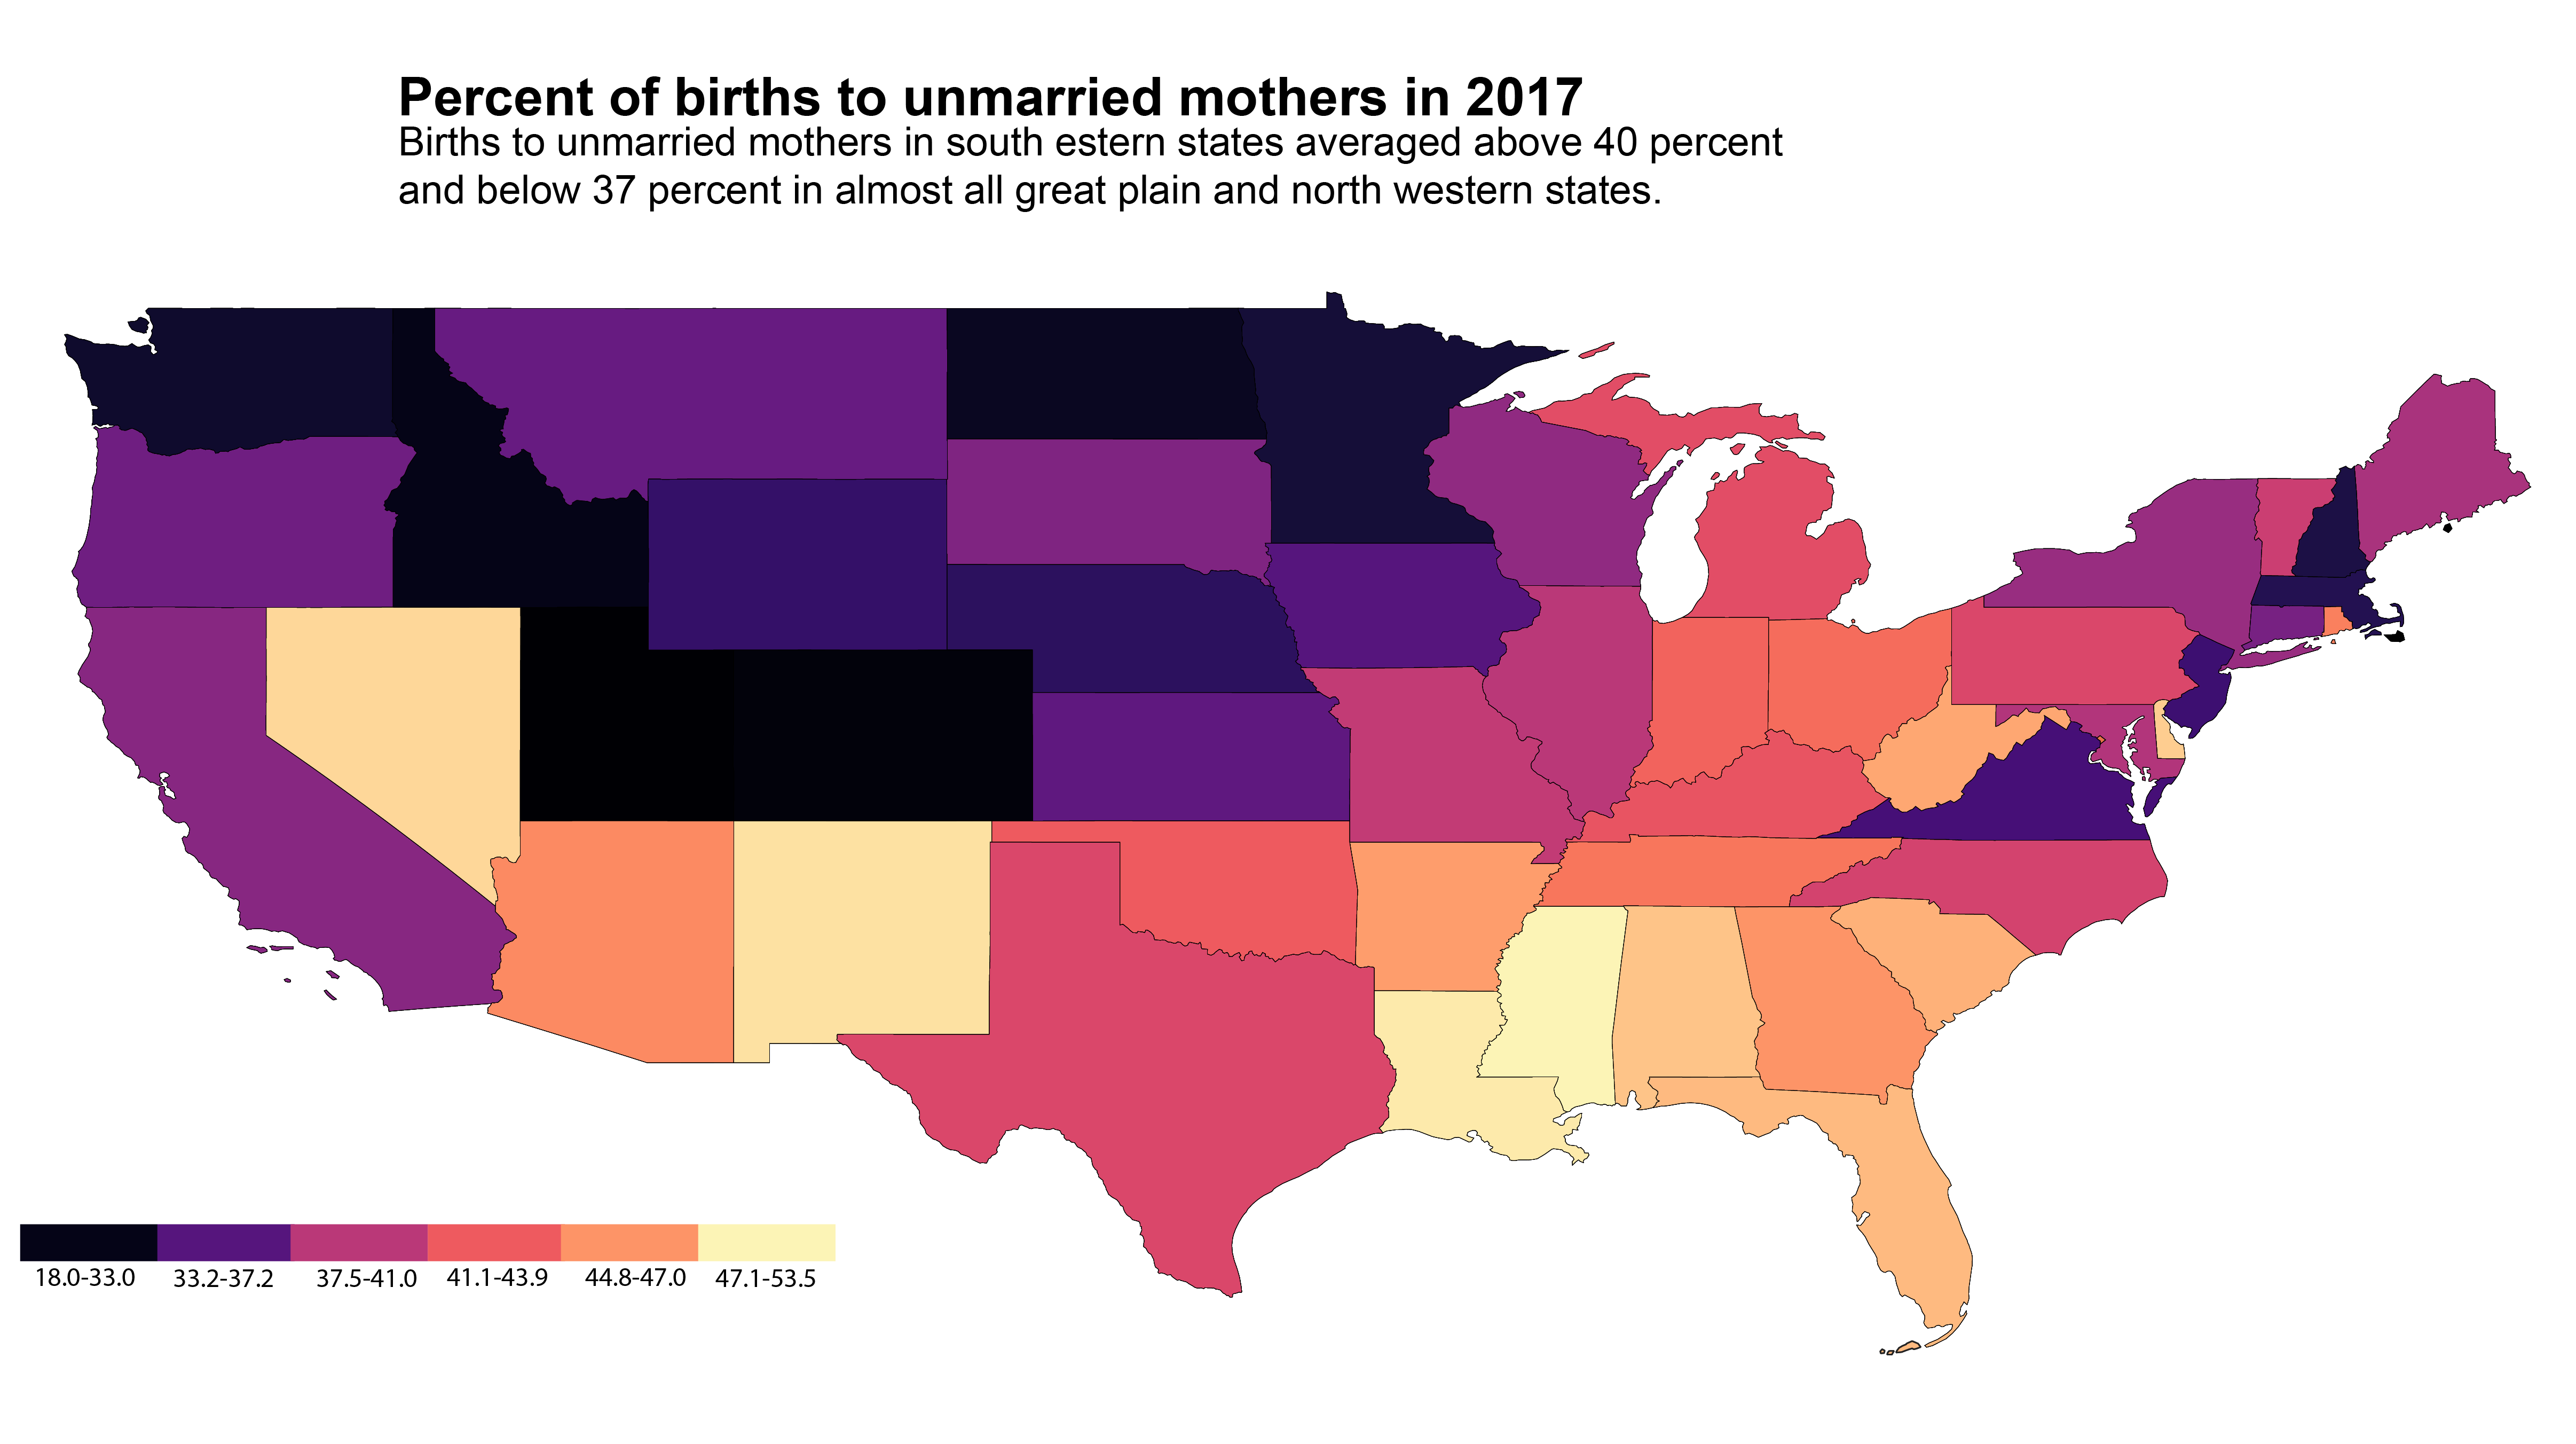 Percent of births to unmarried mothers in 2017
Births to unmarried mothers in south estern states averaged above 40 percent
and below 37 percent in almost all great plain and north western states.
18.0-33.0 33.2-37.2 37.5-41.0 41.1-43.9 44.8-47.0 47.1-53.5